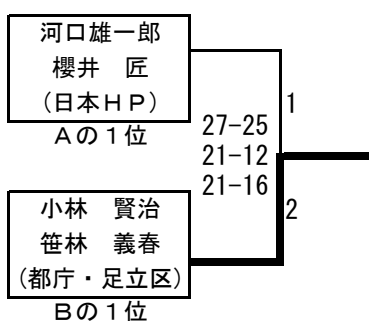 河口雄一郎
櫻井　匠
（日本ＨＰ）
Ａの１位
27-25
21-12
21-16
1
2
小林　賢治
笹林　義春
（都庁・足立区）
Ｂの１位